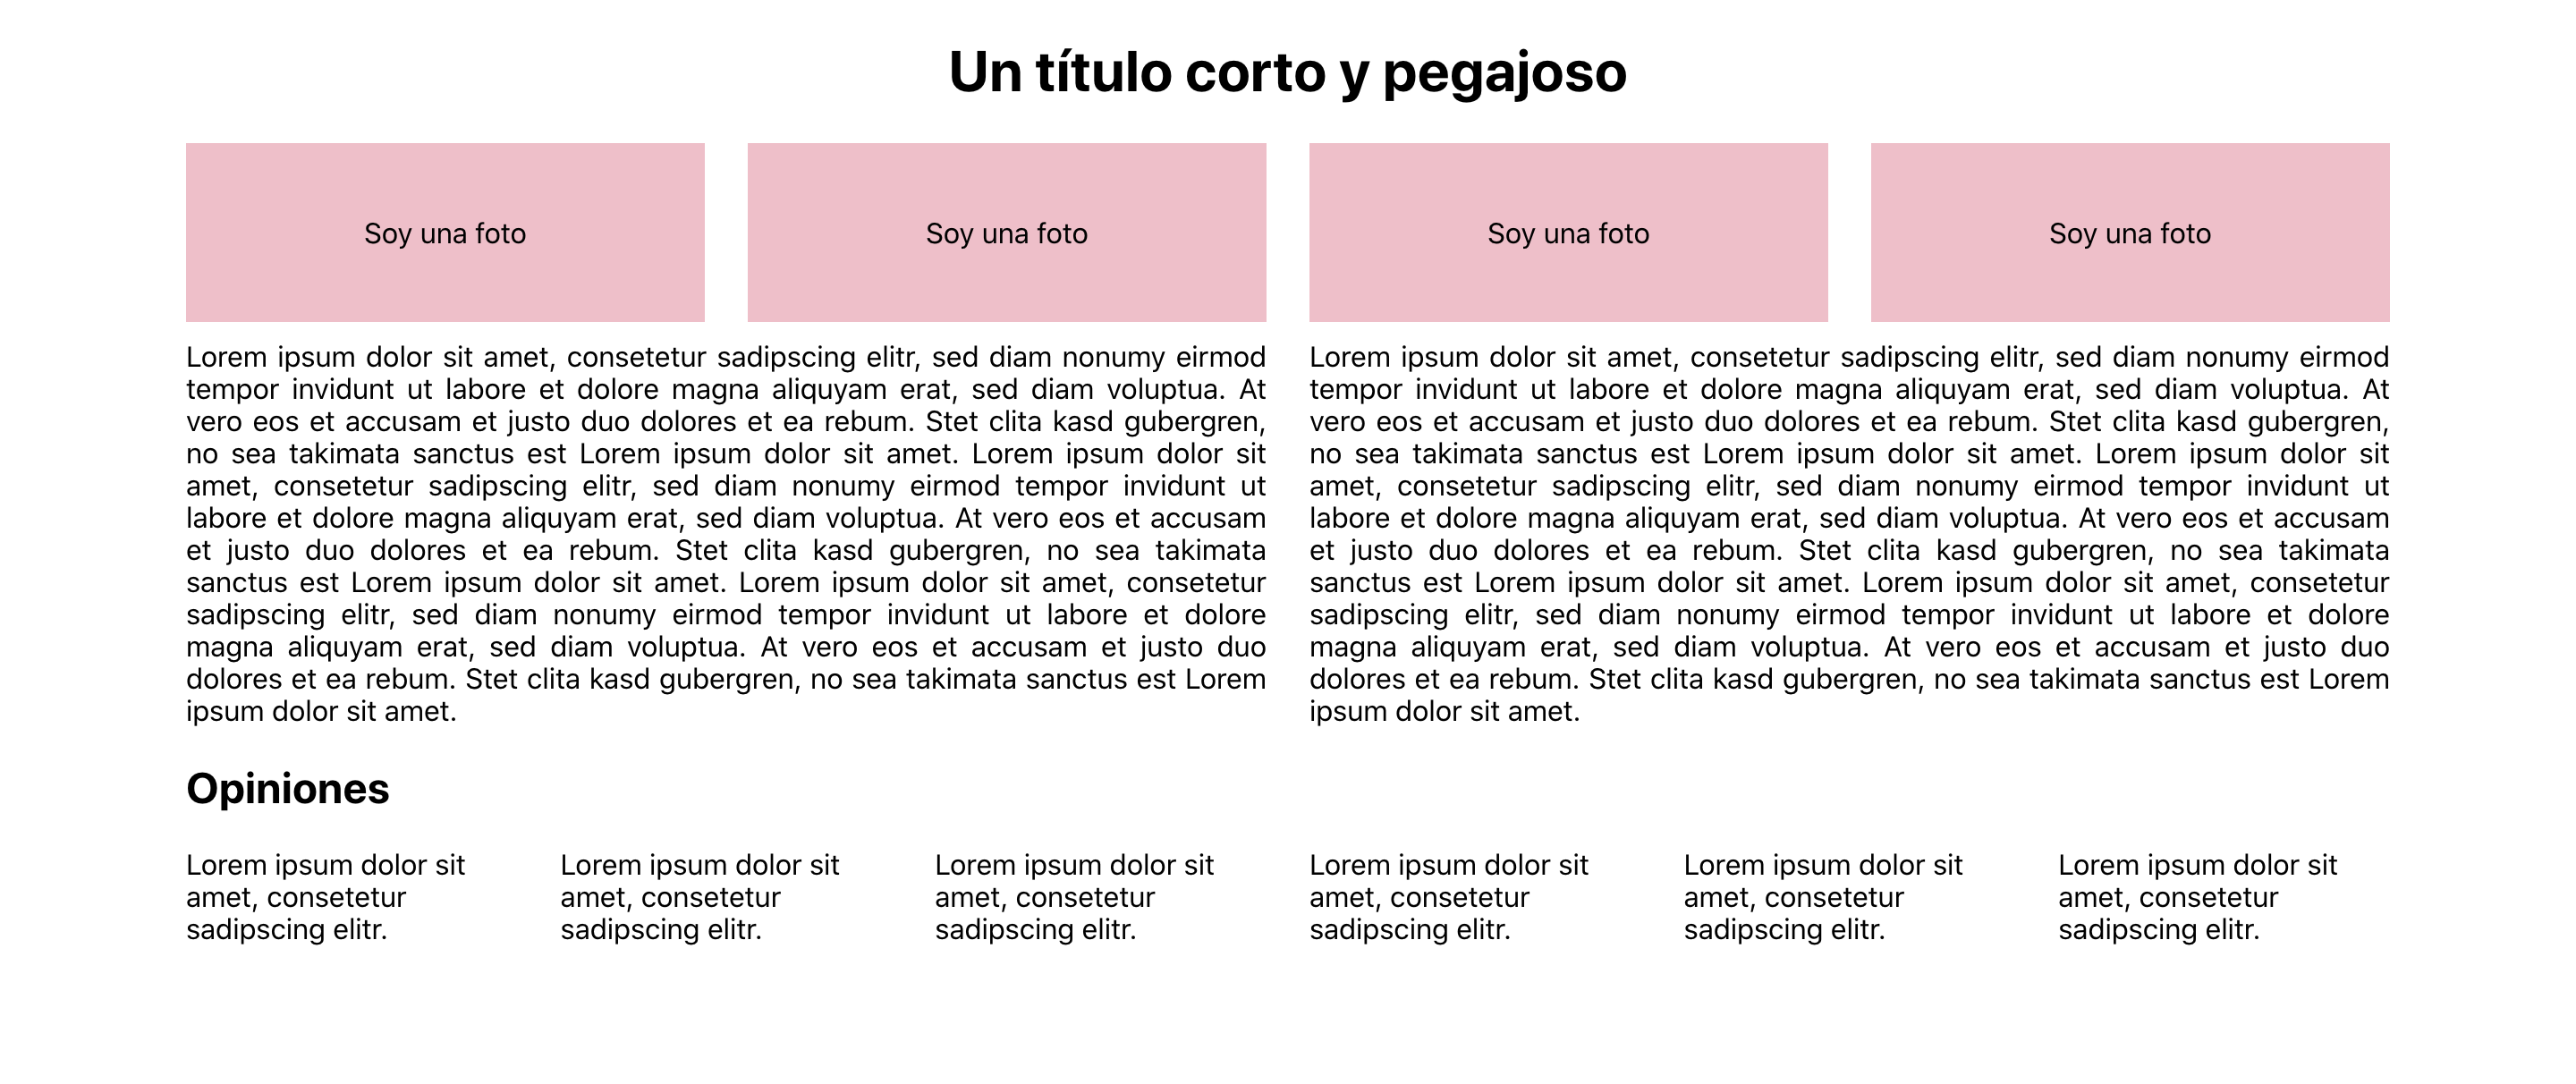 Un título corto y pegajoso
Soy una foto
Soy una foto
Soy una foto
Soy una foto
Lorem ipsum dolor sit amet, consetetur sadipscing elitr, sed diam nonumy eirmod
tempor invidunt ut labore et dolore magna aliquyam erat, sed diam voluptua. At
vero eos et accusam et justo duo dolores et ea rebum. Stet clita kasd gubergren,
no sea takimata sanctus est Lorem ipsum dolor sit amet. Lorem ipsum dolor sit
amet, consetetur sadipscing elitr, sed diam nonumy eirmod tempor invidunt ut
labore et dolore magna aliquyam erat, sed diam voluptua. At vero eos et accusam
et justo duo dolores et ea rebum. Stet clita kasd gubergren, no sea takimata
sanctus est Lorem ipsum dolor sit amet. Lorem ipsum dolor sit amet, consetetur
sadipscing elitr, sed diam nonumy eirmod tempor invidunt ut labore et dolore
magna aliquyam erat, sed diam voluptua. At vero eos et accusam et justo duo
dolores et ea rebum. Stet clita kasd gubergren, no sea takimata sanctus est Lorem
ipsum dolor sit amet.
Lorem ipsum dolor sit amet, consetetur sadipscing elitr, sed diam nonumy eirmod
tempor invidunt ut labore et dolore magna aliquyam erat, sed diam voluptua. At
vero eos et accusam et justo duo dolores et ea rebum. Stet clita kasd gubergren,
no sea takimata sanctus est Lorem ipsum dolor sit amet. Lorem ipsum dolor sit
amet, consetetur sadipscing elitr, sed diam nonumy eirmod tempor invidunt ut
labore et dolore magna aliquyam erat, sed diam voluptua. At vero eos et accusam
et justo duo dolores et ea rebum. Stet clita kasd gubergren, no sea takimata
sanctus est Lorem ipsum dolor sit amet. Lorem ipsum dolor sit amet, consetetur
sadipscing elitr, sed diam nonumy eirmod tempor invidunt ut labore et dolore
magna aliquyam erat, sed diam voluptua. At vero eos et accusam et justo duo
dolores et ea rebum. Stet clita kasd gubergren, no sea takimata sanctus est Lorem
ipsum dolor sit amet.
Opiniones
Lorem ipsum dolor sit
amet, consetetur
sadipscing elitr.
Lorem ipsum dolor sit
amet, consetetur
sadipscing elitr.
Lorem ipsum dolor sit
amet, consetetur
sadipscing elitr.
Lorem ipsum dolor sit
amet, consetetur
sadipscing elitr.
Lorem ipsum dolor sit
amet, consetetur
sadipscing elitr.
Lorem ipsum dolor sit
amet, consetetur
sadipscing elitr.